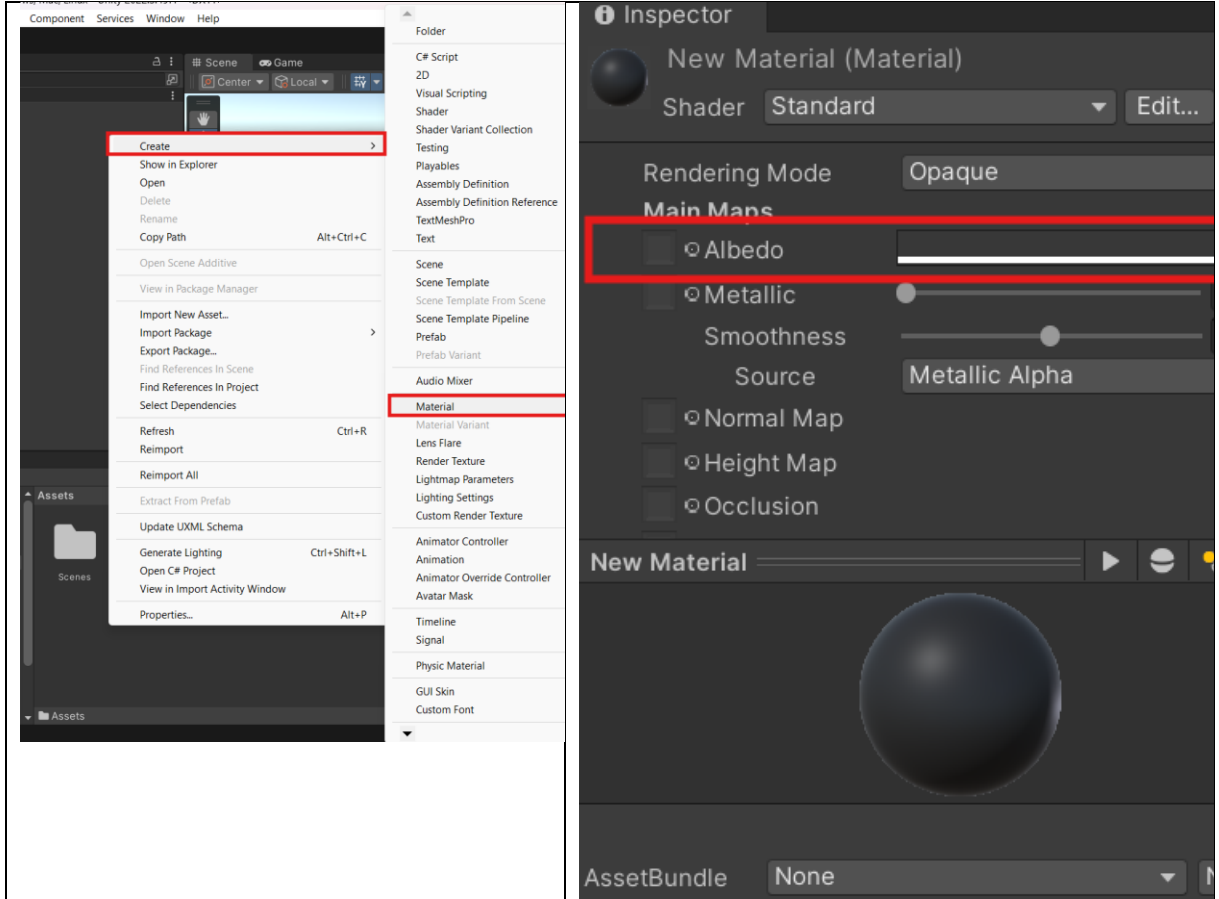 Component Services Window Help
Scene Game
Center Local
Create
Show in Explorer
Open
Delete
Rename
Copy Path Alt+Ctrl+C
Open Scene Additive
View in Package Manager
Import New Asset...
Import Package
Export Package...
Find References In Scene
Find References In Project
Select Dependencies
Refresh Ctrl+R
Reimport
Reimport All
Extract From Prefab
Update UXML Schema
Generate Lighting Ctrl+Shift+L
Open C# Project
View in Import Activity Window
Properties... Alt+P
Assets
Scenes
Assets
Folder
C# Script
2D
Visual Scripting
Shader
Shader Variant Collection
Testing
Playables
Assembly Definition
Assembly Definition Reference
TextMeshPro
Text
Scene
Scene Template
Scene Template From Scene
Scene Template Pipeline
Prefab
Prefab Variant
Audio Mixer
Material
Material Variant
Lens Flare
Render Texture
Lightmap Parameters
Lighting Settings
Custom Render Texture
Animator Controller
Animation
Animator Override Controller
Avatar Mask
Timeline
Signal
Physic Material
GUI Skin
Custom Font
Inspector
New Material (Material)
Shader Standard Edit...
Rendering Mode Opaque
Main Maps
Albedo
Metallic
Smoothness
Source Metallic Alpha
Normal Map
Height Map
Occlusion
New Material
AssetBundle None